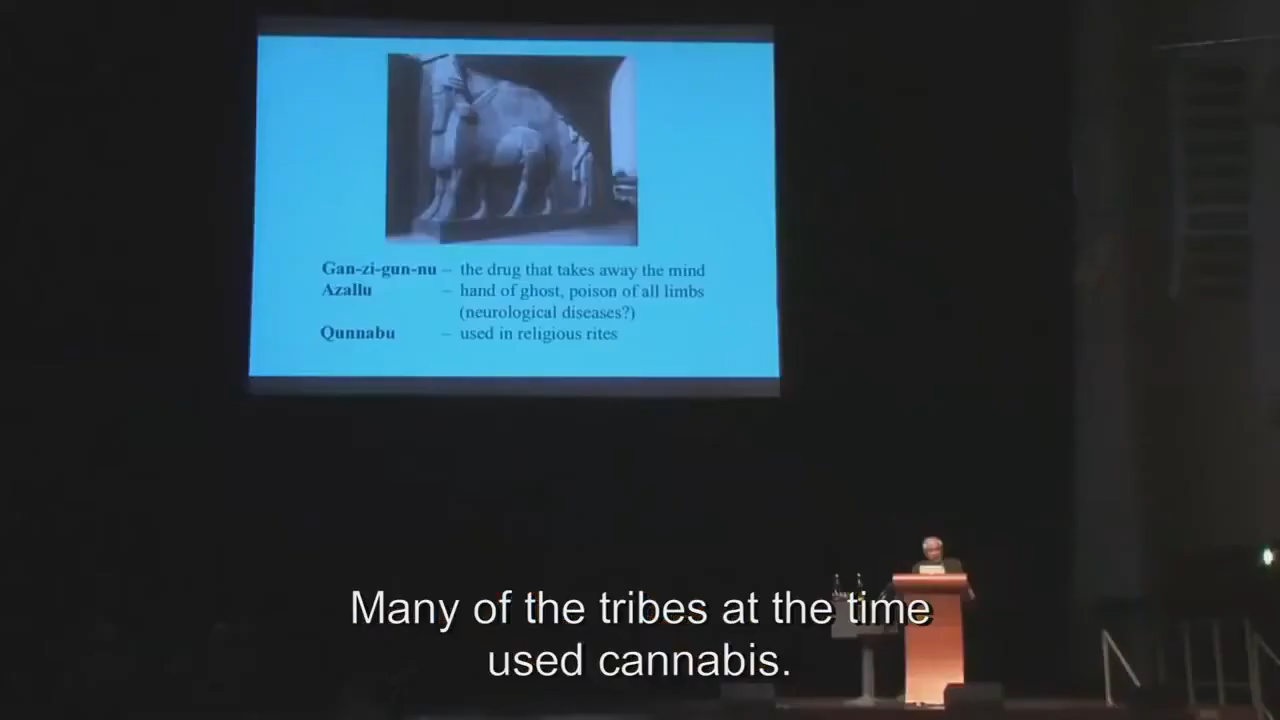 Gan-zi-gun-nu – the drug that takes away the mind
Azallu – hand of ghost, poison of all limbs
(neurological diseases?)
Qunnabu – used in religious rites
Many of the tribes at the time
used cannabis.